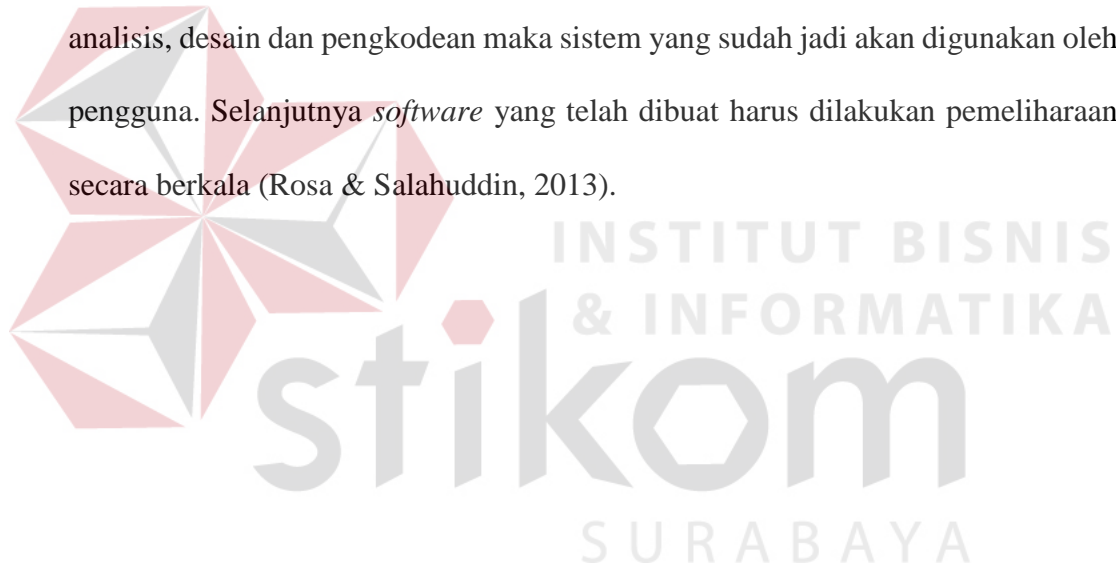 analisis, desain dan pengkodean maka sistem yang sudah jadi akan digunakan oleh
pengguna. Selanjutnya software yang telah dibuat harus dilakukan pemeliharaan
secara berkala (Rosa & Salahuddin, 2013).
INSTITUT BISNIS
& INFORMATIKA
stikom
SURABAYA